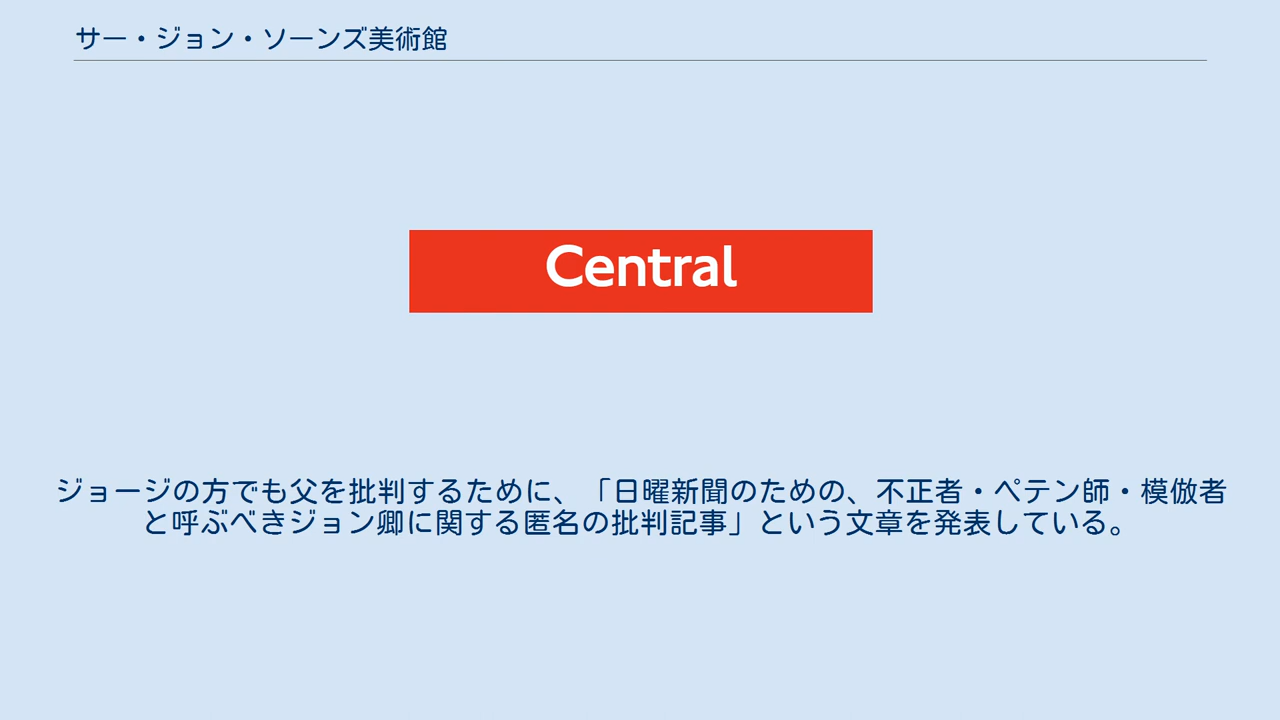 サー・ジョン・ソーンズ美術館
Central
ジョージの方でも父を批判するために、「日曜新聞のための、不正者・ペテン師・模倣者
と呼ぶべきジョン卿に関する匿名の批判記事」という文章を発表している。